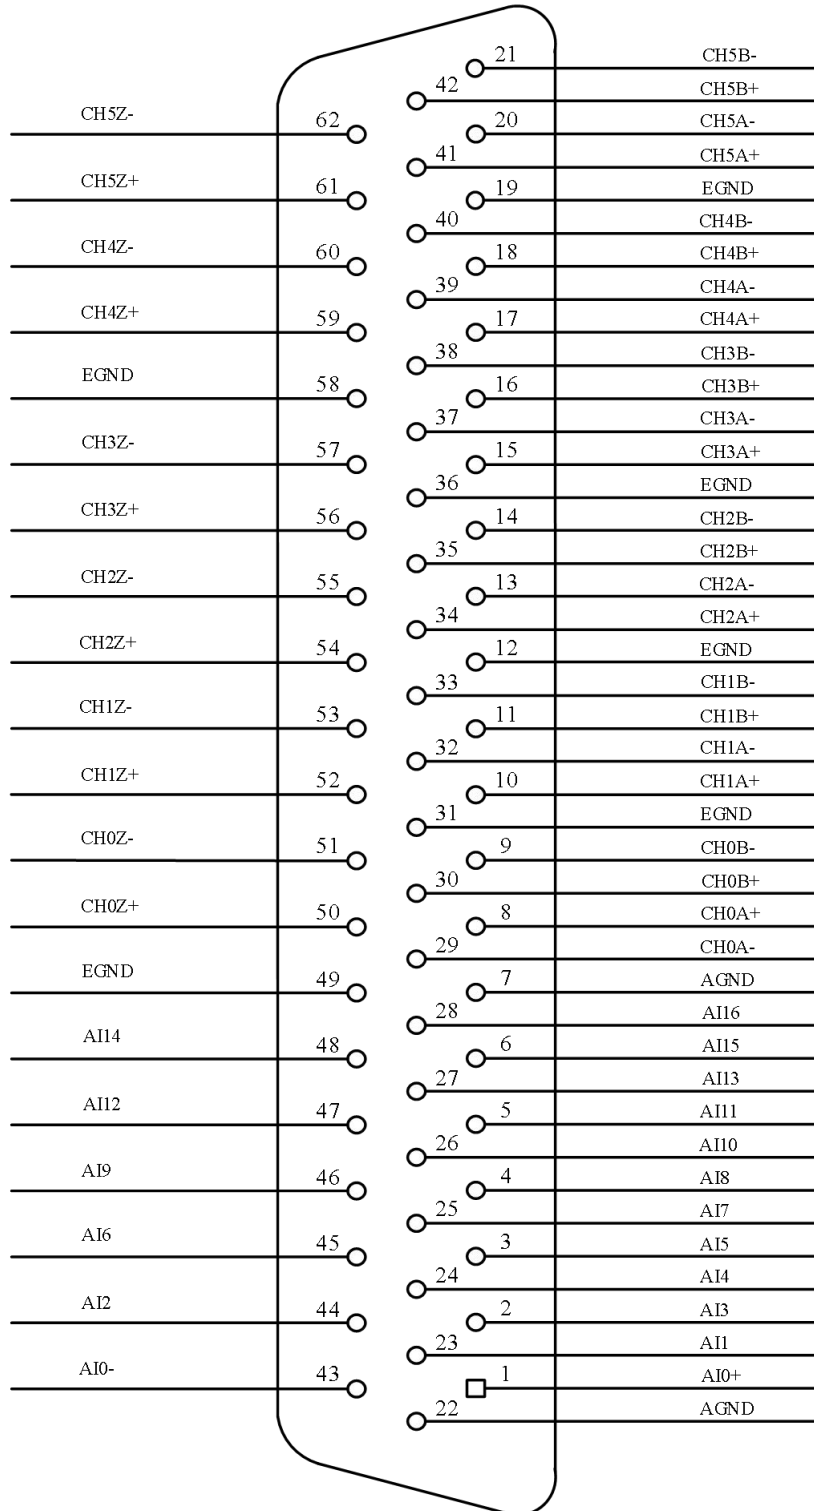 21 CH5B-
42 CH5B+
CH5Z- 62 20 CH5A-
41 CH5A+
CH5Z+ 61 19 EGND
40 CH4B-
CH4Z- 60 18 CH4B+
39 CH4A-
CH4Z+ 59 17 CH4A+
38 CH3B-
EGND 58 16 CH3B+
37 CH3A-
CH3Z- 57 15 CH3A+
36 EGND
CH3Z+ 56 14 CH2B-
35 CH2B+
CH2Z- 55 13 CH2A-
34 CH2A+
CH2Z+ 54 12 EGND
33 CH1B-
CH1Z- 53 11 CH1B+
32 CH1A-
CH1Z+ 52 10 CH1A+
31 EGND
CH0Z- 51 9 CH0B-
30 CH0B+
CH0Z+ 50 8 CH0A+
29 CH0A-
EGND 49 7 AGND
28 AI16
AI14 48 6 AI15
27 AI13
AI12 47 5 AI11
26 AI10
AI9 46 4 AI8
25 AI7
AI6 45 3 AI5
24 AI4
AI2 44 2 AI3
23 AI1
AI0- 43 1 AI0+
22 AGND